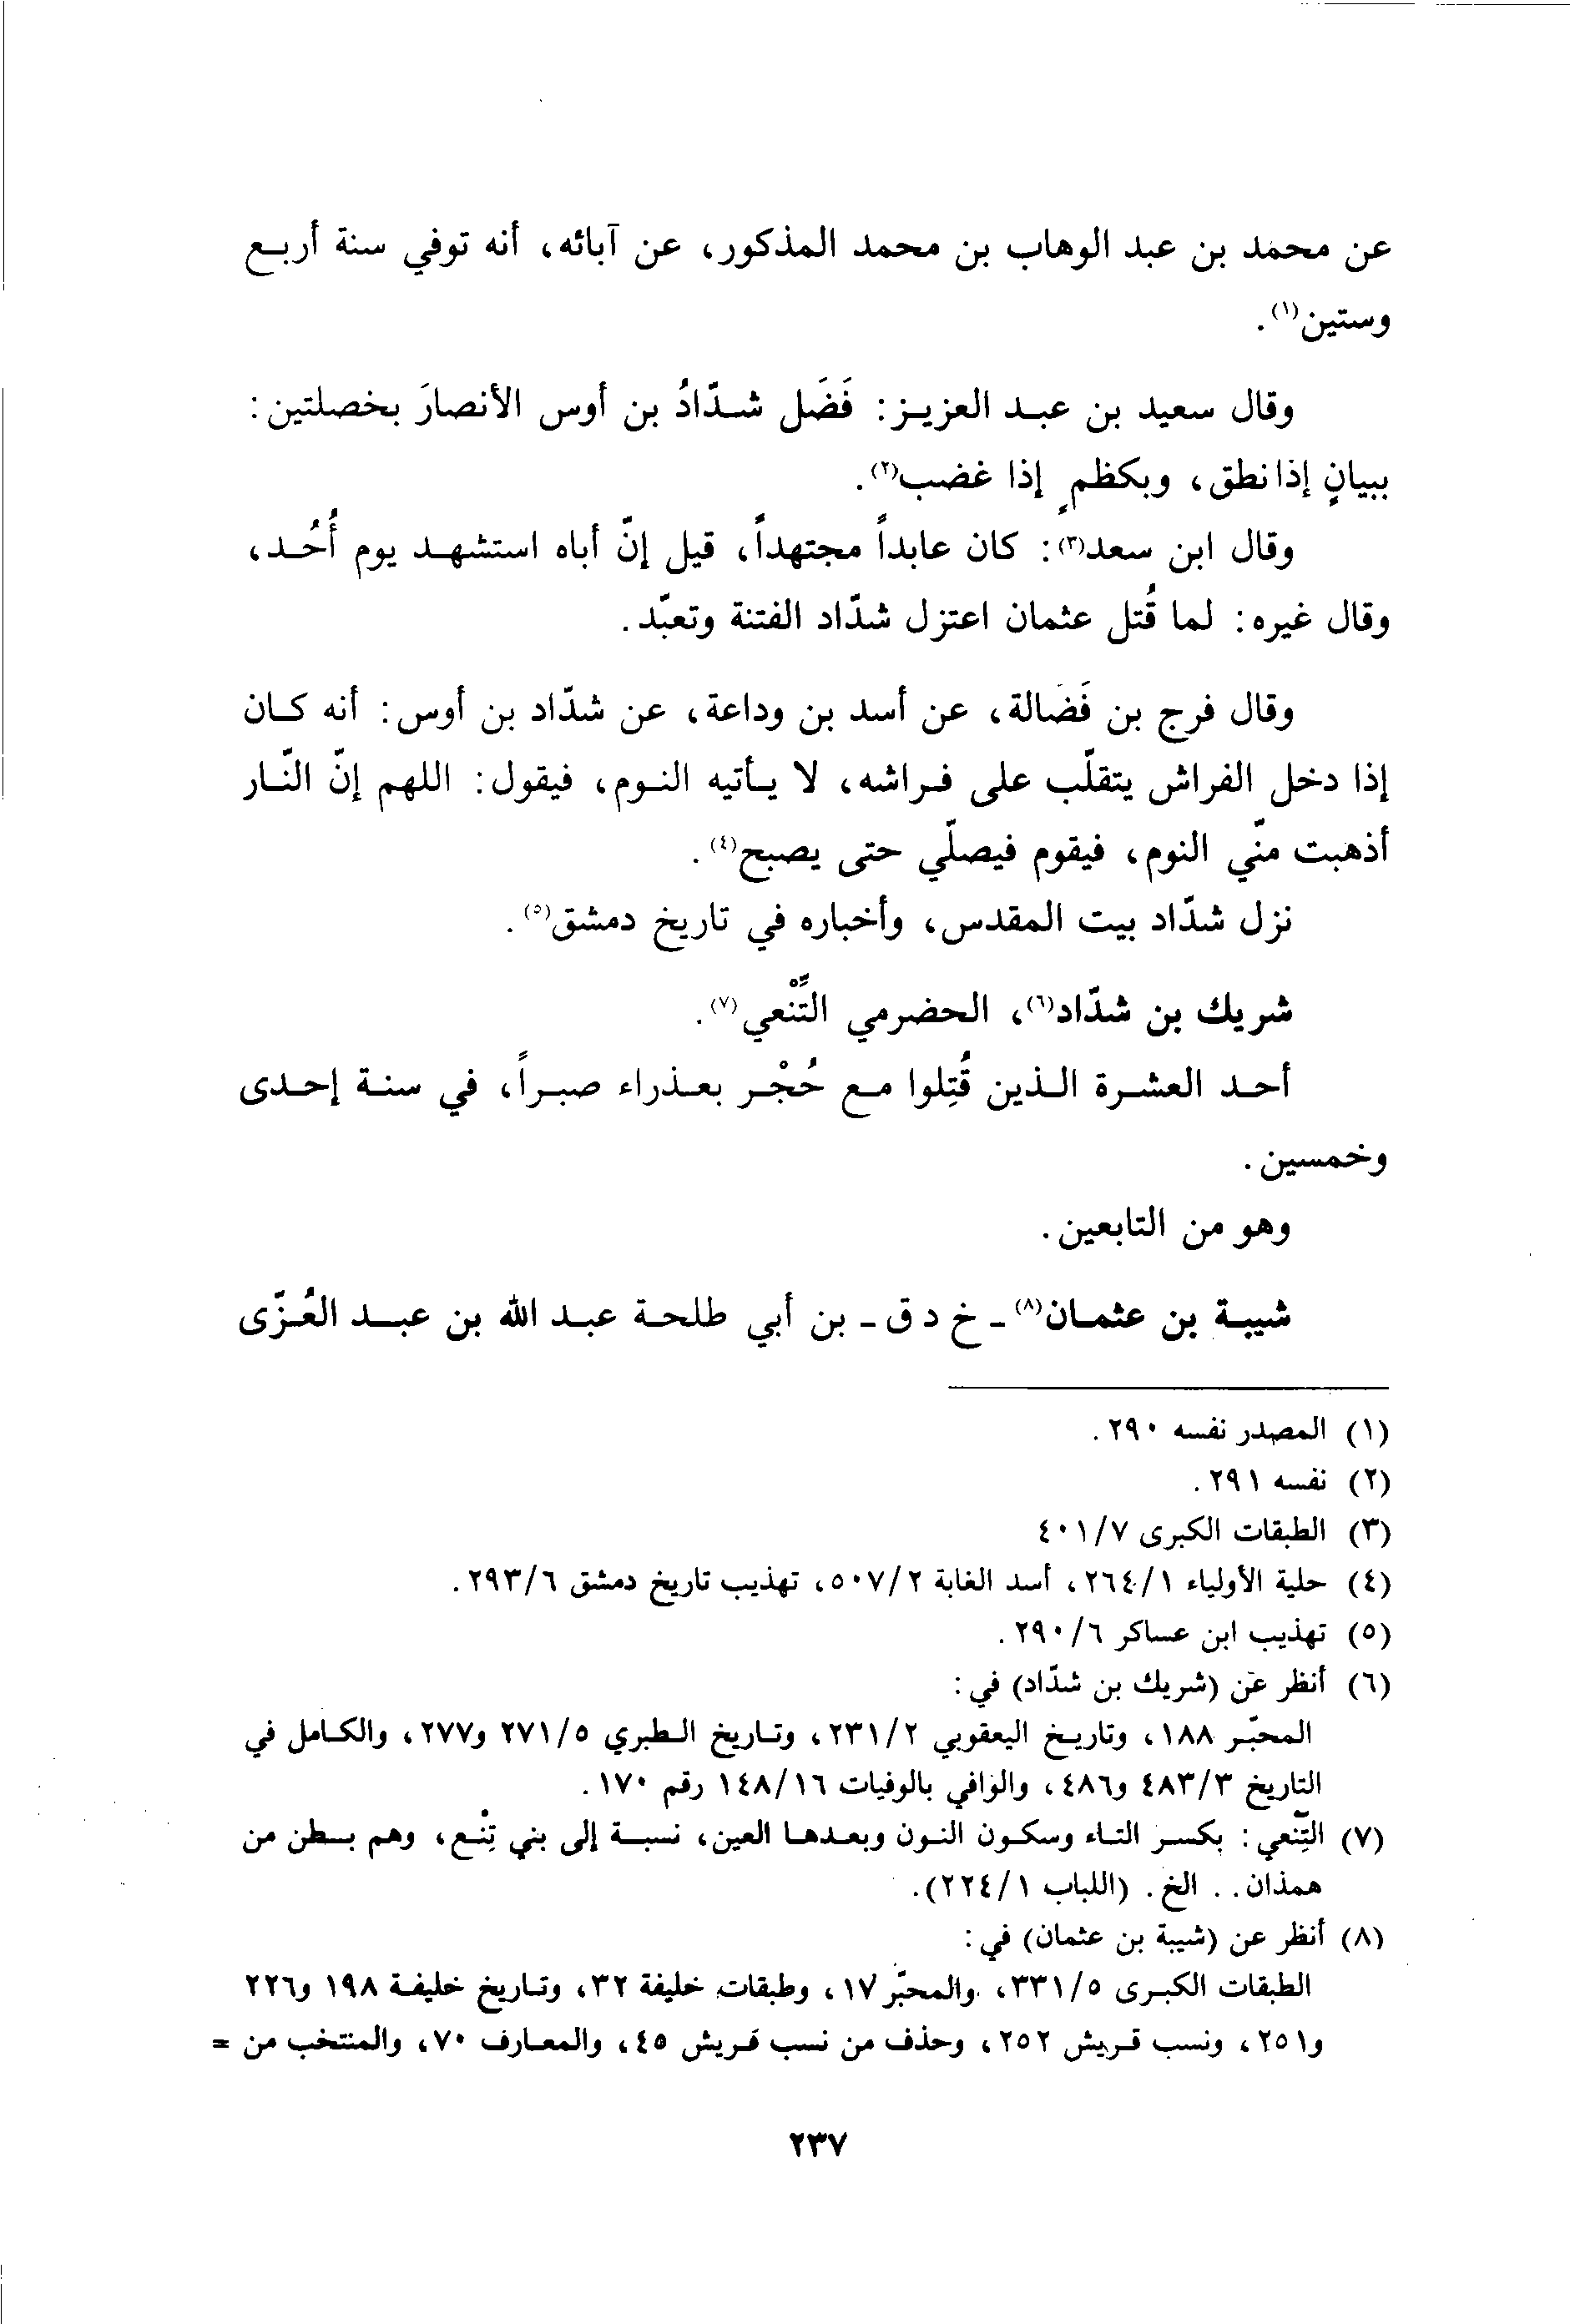 عن محمد بن عبد الوهاب بن محمد المذكور، عن آبائه، أنه توفي سنة أربع
وستين(١).
وقال سعيد بن عبد العزيز: فَضَل شدّادُ بن أوس الأنصارَ بخصلتين:
ببيانٍ إذا نطق، وبكظمٍ إذا غضب(٢).
وقال ابن سعد(٣): كان عابداً مجتهداً، قيل إنّ أباه استشهد يوم أُحُد،
وقال غيره: لما قُتل عثمان اعتزل شدّاد الفتنة وتعبّد.
وقال فرج بن فَضَالة، عن أسد بن وداعة، عن شدّاد بن أوس: أنه كان
إذا دخل الفراش يتقلّب على فراشه، لا يأتيه النوم، فيقول: اللهم إنّ النّار
أذهبت منّي النوم، فيقوم فيصلّي حتى يصبح(٤).
نزل شدّاد بيت المقدس، وأخباره في تاريخ دمشق(٥).
شريك بن شدّاد(٦)، الحضرمي التِّنْعي(٧).
أحد العشرة الذين قُتِلوا مع حُجْر بعذراء صبراً، في سنة إحدى
وخمسين.
وهو من التابعين.
شيبة بن عثمان(٨) - خ د ق - بن أبي طلحة عبد الله بن عبد العُزّى
(١) المصدر نفسه ٢٩٠.
(٢) نفسه ٢٩١.
(٣) الطبقات الكبرى ٤٠١/٧
(٤) حلية الأولياء ٢٦٤/١، أسد الغابة ٥٠٧/٢، تهذيب تاريخ دمشق ٢٩٣/٦.
(٥) تهذيب ابن عساكر ٢٩٠/٦.
(٦) أنظر عن (شريك بن شدّاد) في:
المحبّر ١٨٨، وتاريخ اليعقوبي ٢٣١/٢، وتاريخ الطبري ٢٧١/٥ و٢٧٧، والكامل في
التاريخ ٤٨٣/٣ و٤٨٦، والوافي بالوفيات ١٤٨/١٦ رقم ١٧٠.
(٧) التِّنْعي: بكسر التاء وسكون النون وبعدها العين، نسبة إلى بني تِنْع، وهم بطن من
همذان.. الخ. (اللباب ٢٢٤/١).
(٨) أنظر عن (شيبة بن عثمان) في:
الطبقات الكبرى ٣٣١/٥، والمحبّر ١٧، وطبقات خليفة ٣٢، وتاريخ خليفة ١٩٨ و٢٢٦
و٢٥١، ونسب قريش ٢٥٢، وحذف من نسب قريش ٤٥، والمعارف ٧٠، والمنتخب من =
٢٣٧